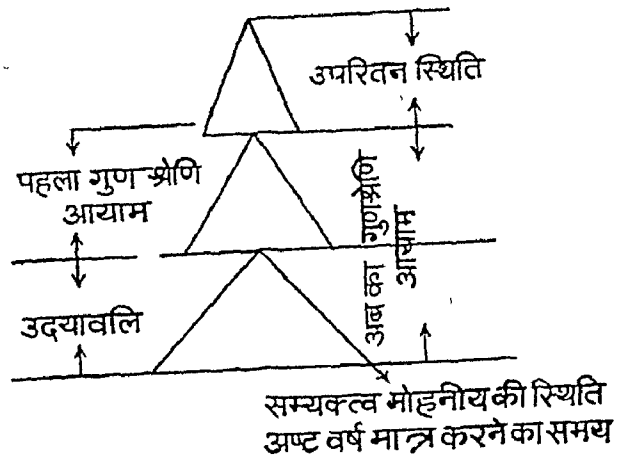 उपरितन स्थिति
पहला गुण श्रेणि
आयाम
अब का गुणश्रेणि
आयाम
उदयावलि
सम्यक्त्व मोहनीय की स्थिति
अष्ट वर्ष मात्र करने का समय